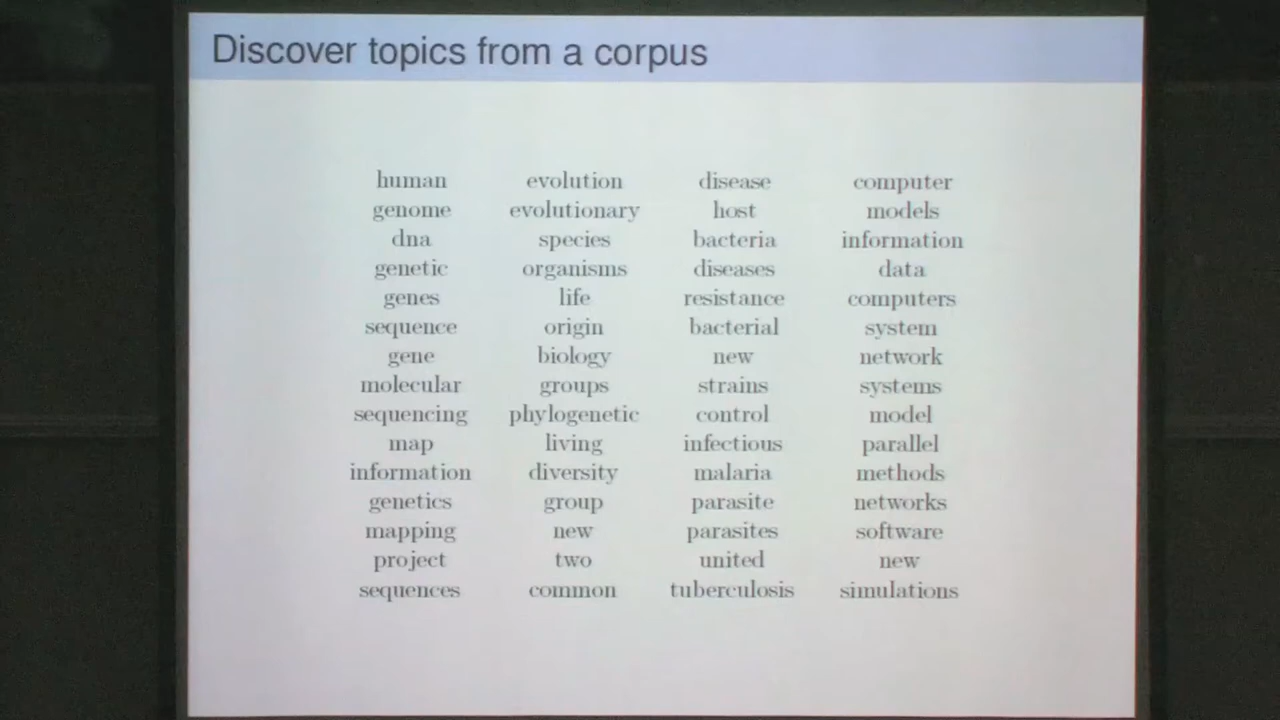 Discover topics from a corpus
human evolution disease computer
genome evolutionary host models
dna species bacteria information
genetic organisms diseases data
genes life resistance computers
sequence origin bacterial system
gene biology new network
molecular groups strains systems
sequencing phylogenetic control model
map living infectious parallel
information diversity malaria methods
genetics group parasite networks
mapping new parasites software
project two united new
sequences common tuberculosis simulations